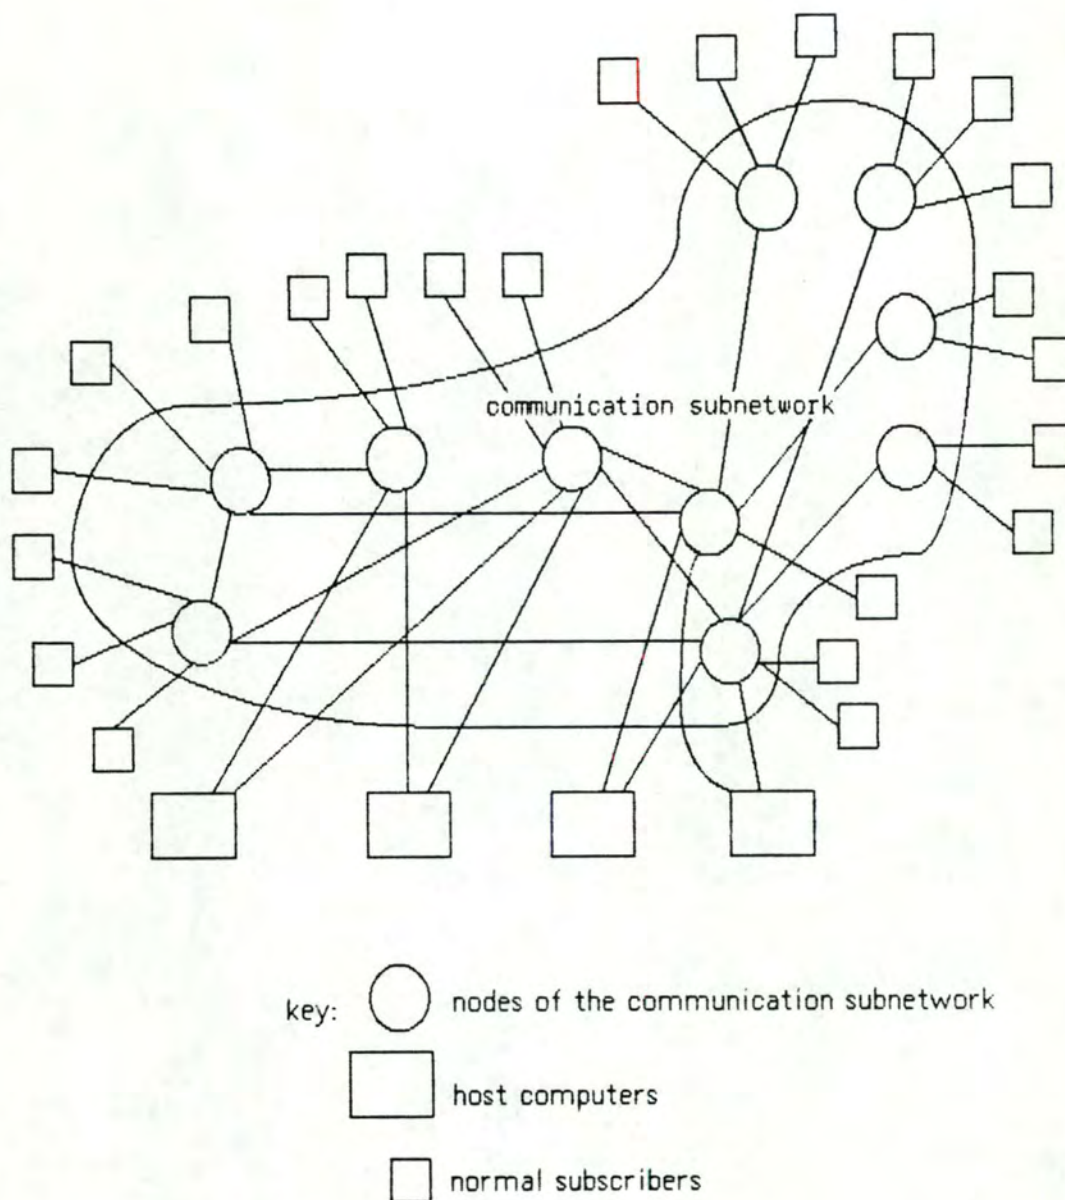 communication subnetwork
key:
nodes of the communication subnetwork
host computers
normal subscribers